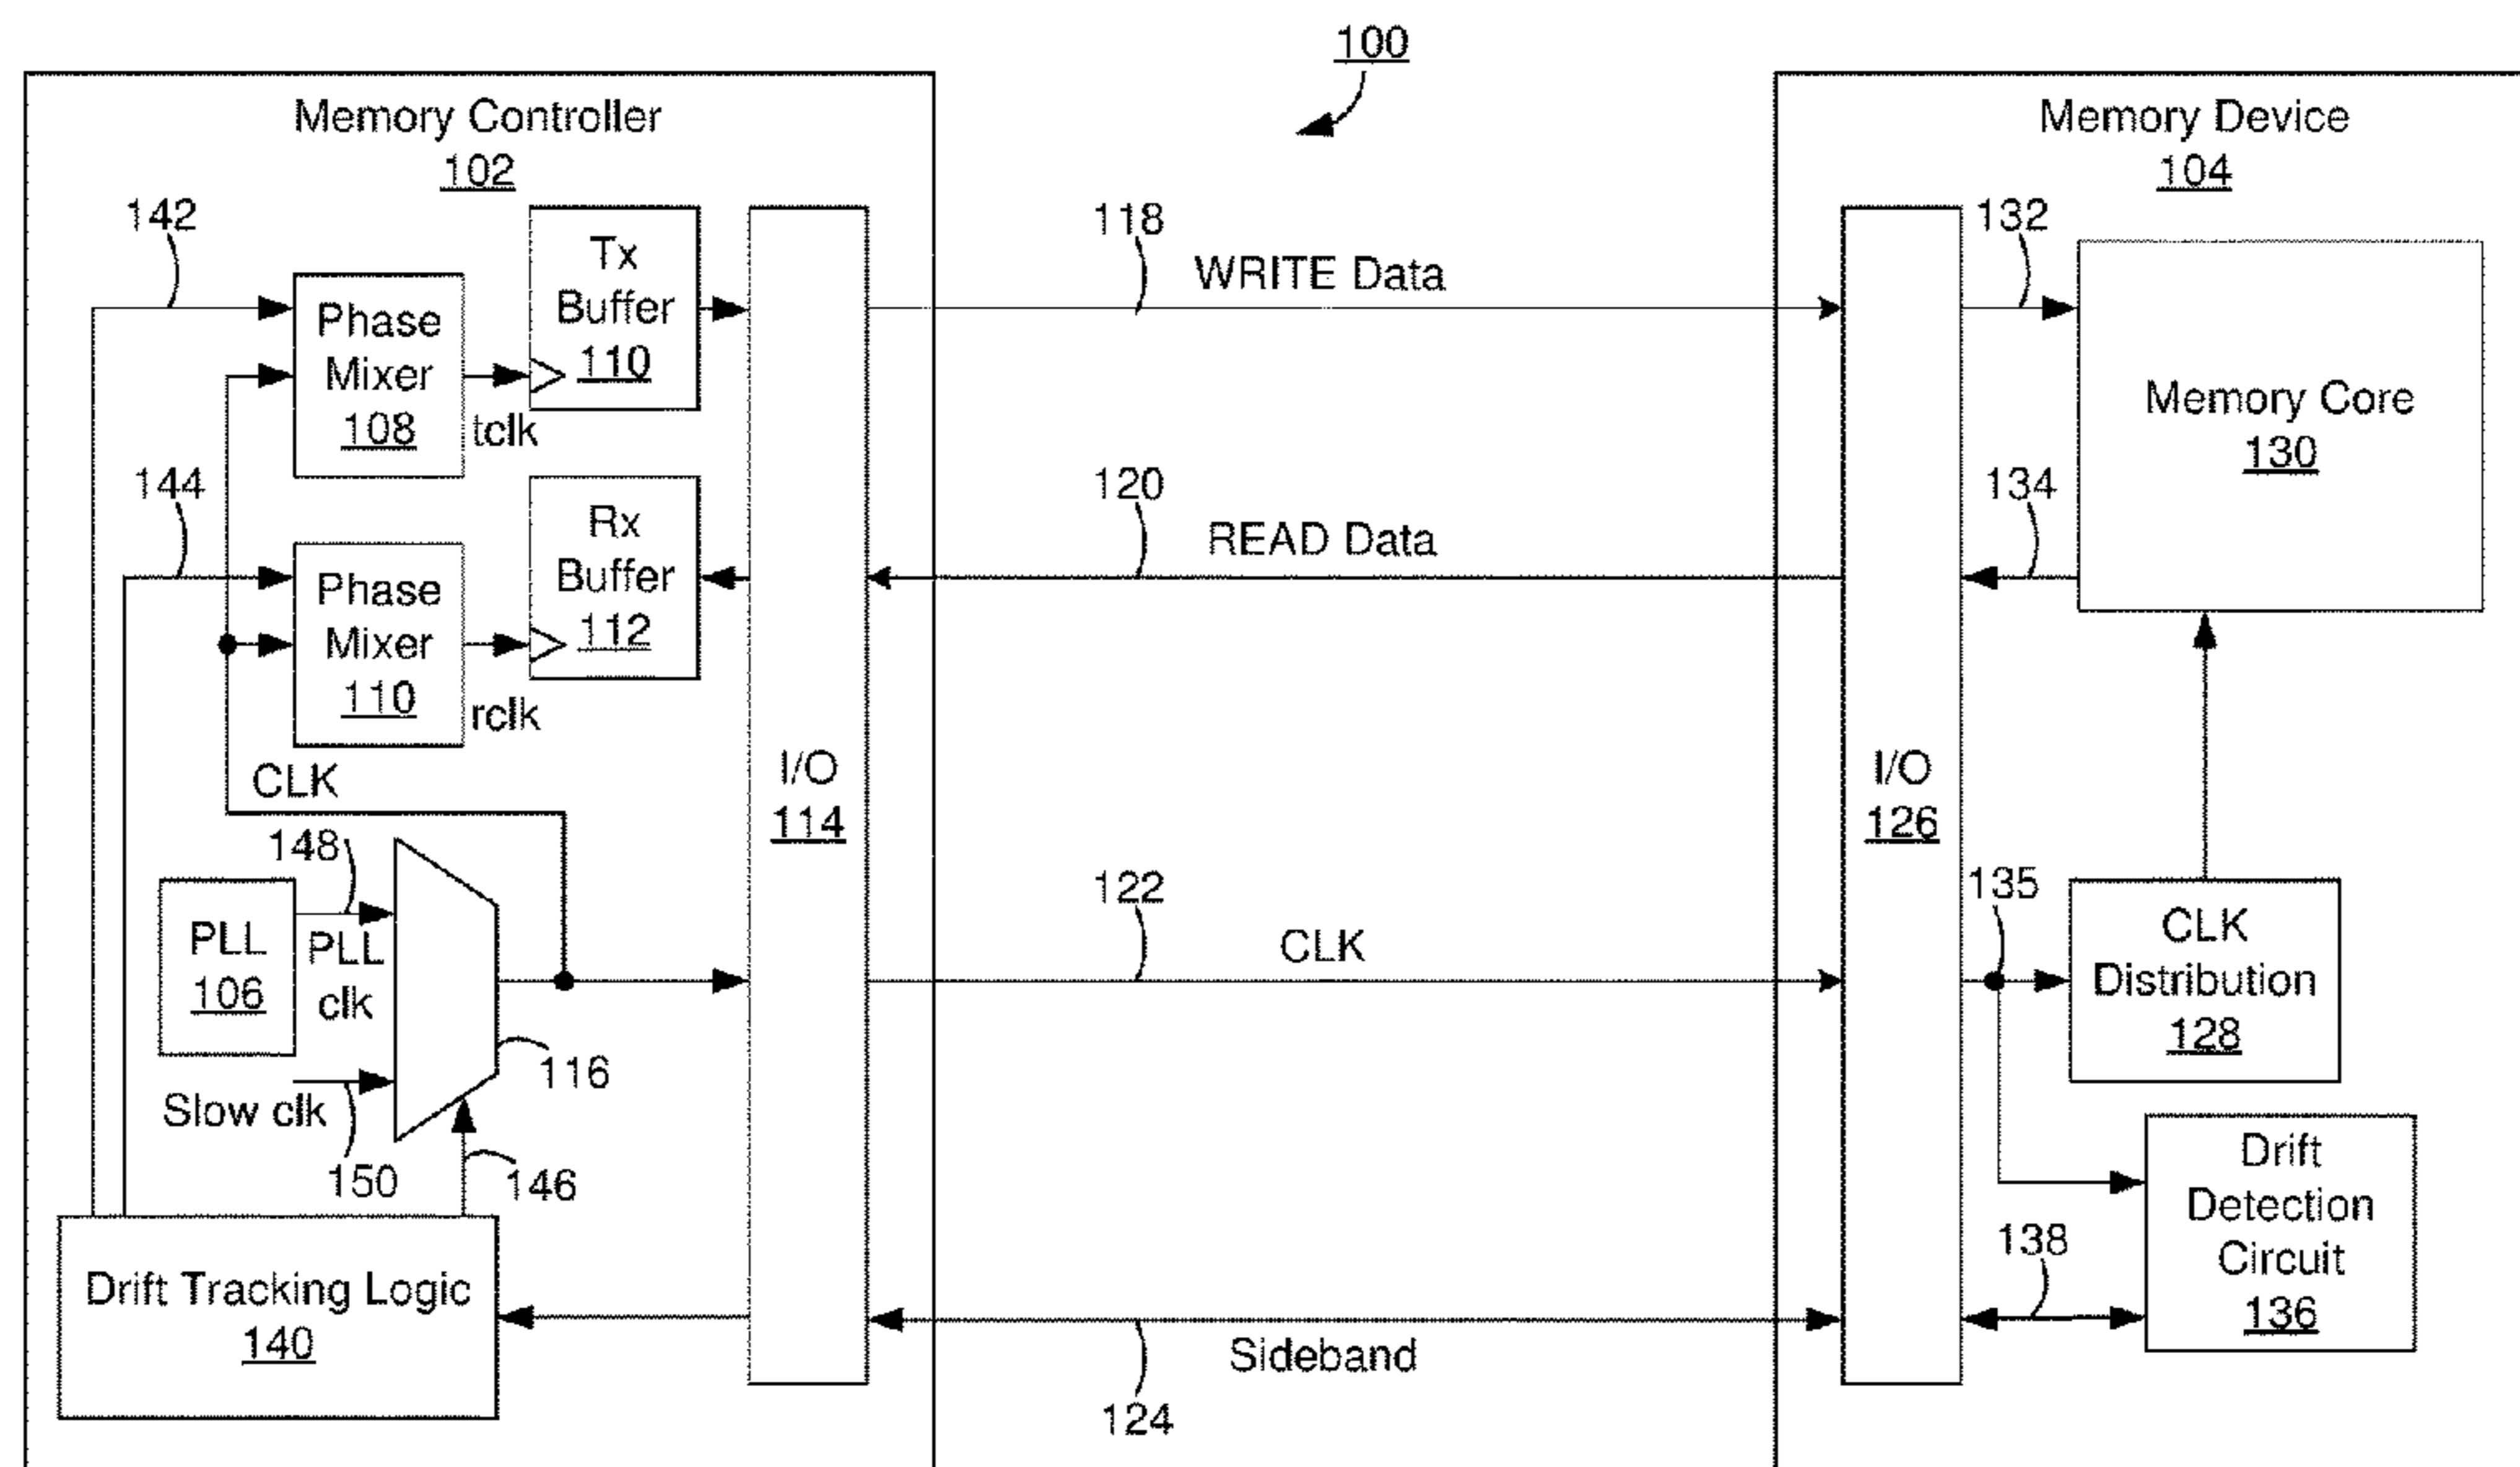 100
Memory Controller
102
142
Phase
Mixer
108
tclk
Tx
Buffer
110
144
Phase
Mixer
110
rclk
Rx
Buffer
112
CLK
148
PLL
106
PLL
clk
Slow clk
150
116
146
Drift Tracking Logic
140
I/O
114
118
WRITE Data
120
READ Data
122
CLK
Sideband
124
Memory Device
104
I/O
126
132
Memory Core
130
134
135
CLK
Distribution
128
138
Drift
Detection
Circuit
136